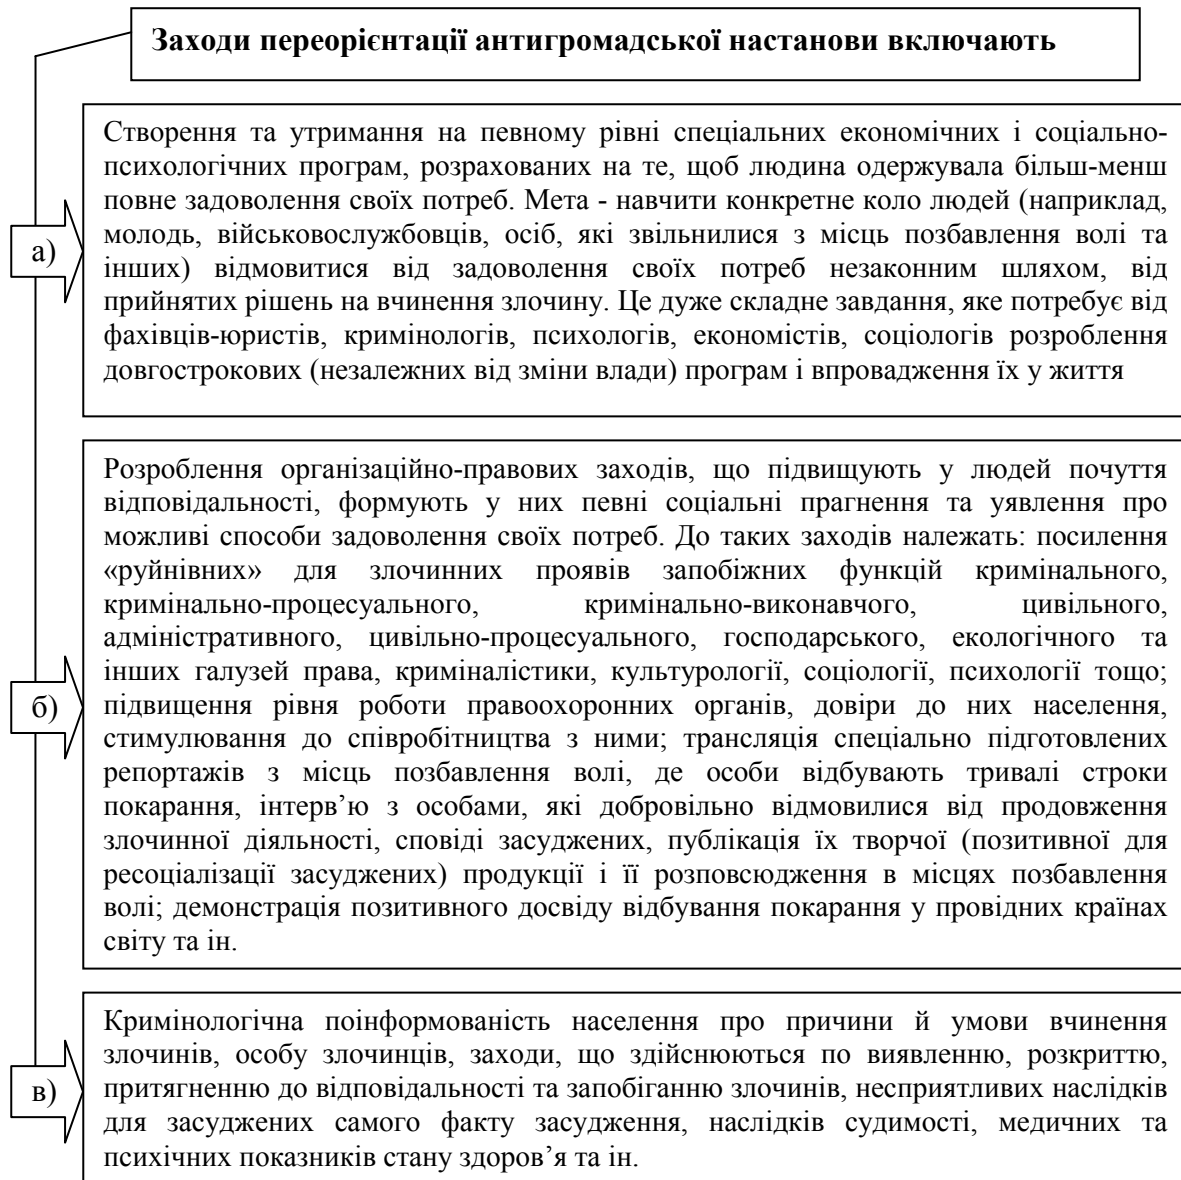 Заходи переорієнтації антигромадської настанови включають
а)
Створення та утримання на певному рівні спеціальних економічних і соціально-
психологічних програм, розрахованих на те, щоб людина одержувала більш-менш
повне задоволення своїх потреб. Мета - навчити конкретне коло людей (наприклад,
молодь, військовослужбовців, осіб, які звільнилися з місць позбавлення волі та
інших) відмовитися від задоволення своїх потреб незаконним шляхом, від
прийнятих рішень на вчинення злочину. Це дуже складне завдання, яке потребує від
фахівців-юристів, кримінологів, психологів, економістів, соціологів розроблення
довгострокових (незалежних від зміни влади) програм і впровадження їх у життя
б)
Розроблення організаційно-правових заходів, що підвищують у людей почуття
відповідальності, формують у них певні соціальні прагнення та уявлення про
можливі способи задоволення своїх потреб. До таких заходів належать: посилення
«руйнівних» для злочинних проявів запобіжних функцій кримінального,
кримінально-процесуального, кримінально-виконавчого, цивільного,
адміністративного, цивільно-процесуального, господарського, екологічного та
інших галузей права, криміналістики, культурології, соціології, психології тощо;
підвищення рівня роботи правоохоронних органів, довіри до них населення,
стимулювання до співробітництва з ними; трансляція спеціально підготовлених
репортажів з місць позбавлення волі, де особи відбувають тривалі строки
покарання, інтерв’ю з особами, які добровільно відмовилися від продовження
злочинної діяльності, сповіді засуджених, публікація їх творчої (позитивної для
ресоціалізації засуджених) продукції і її розповсюдження в місцях позбавлення
волі; демонстрація позитивного досвіду відбування покарання у провідних країнах
світу та ін.
в)
Кримінологічна поінформованість населення про причини й умови вчинення
злочинів, особу злочинців, заходи, що здійснюються по виявленню, розкриттю,
притягненню до відповідальності та запобіганню злочинів, несприятливих наслідків
для засуджених самого факту засудження, наслідків судимості, медичних та
психічних показників стану здоров’я та ін.